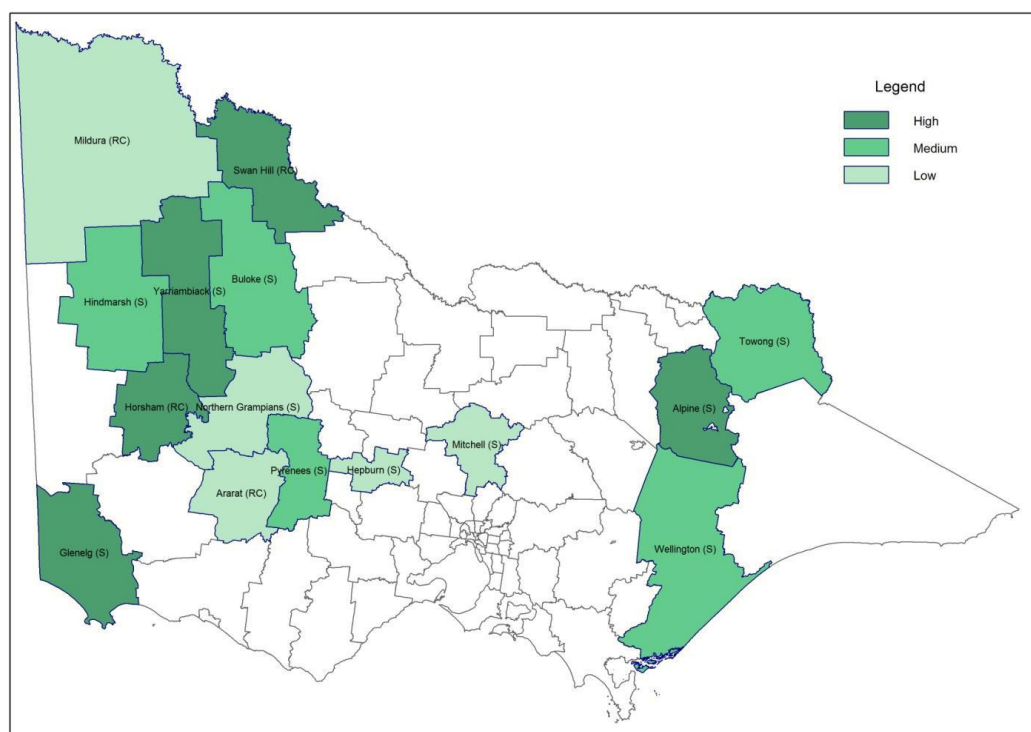 Legend
High
Medium
Low
Mildura (RC)
Swan Hill (RC)
Buloke (S)
Yarriambiack (S)
Hindmarsh (S)
Towong (S)
Horsham (RC)
Northern Grampians (S)
Alpine (S)
Mitchell (S)
Pyrenees (S)
Hepburn (S)
Ararat (RC)
Glenelg (S)
Wellington (S)